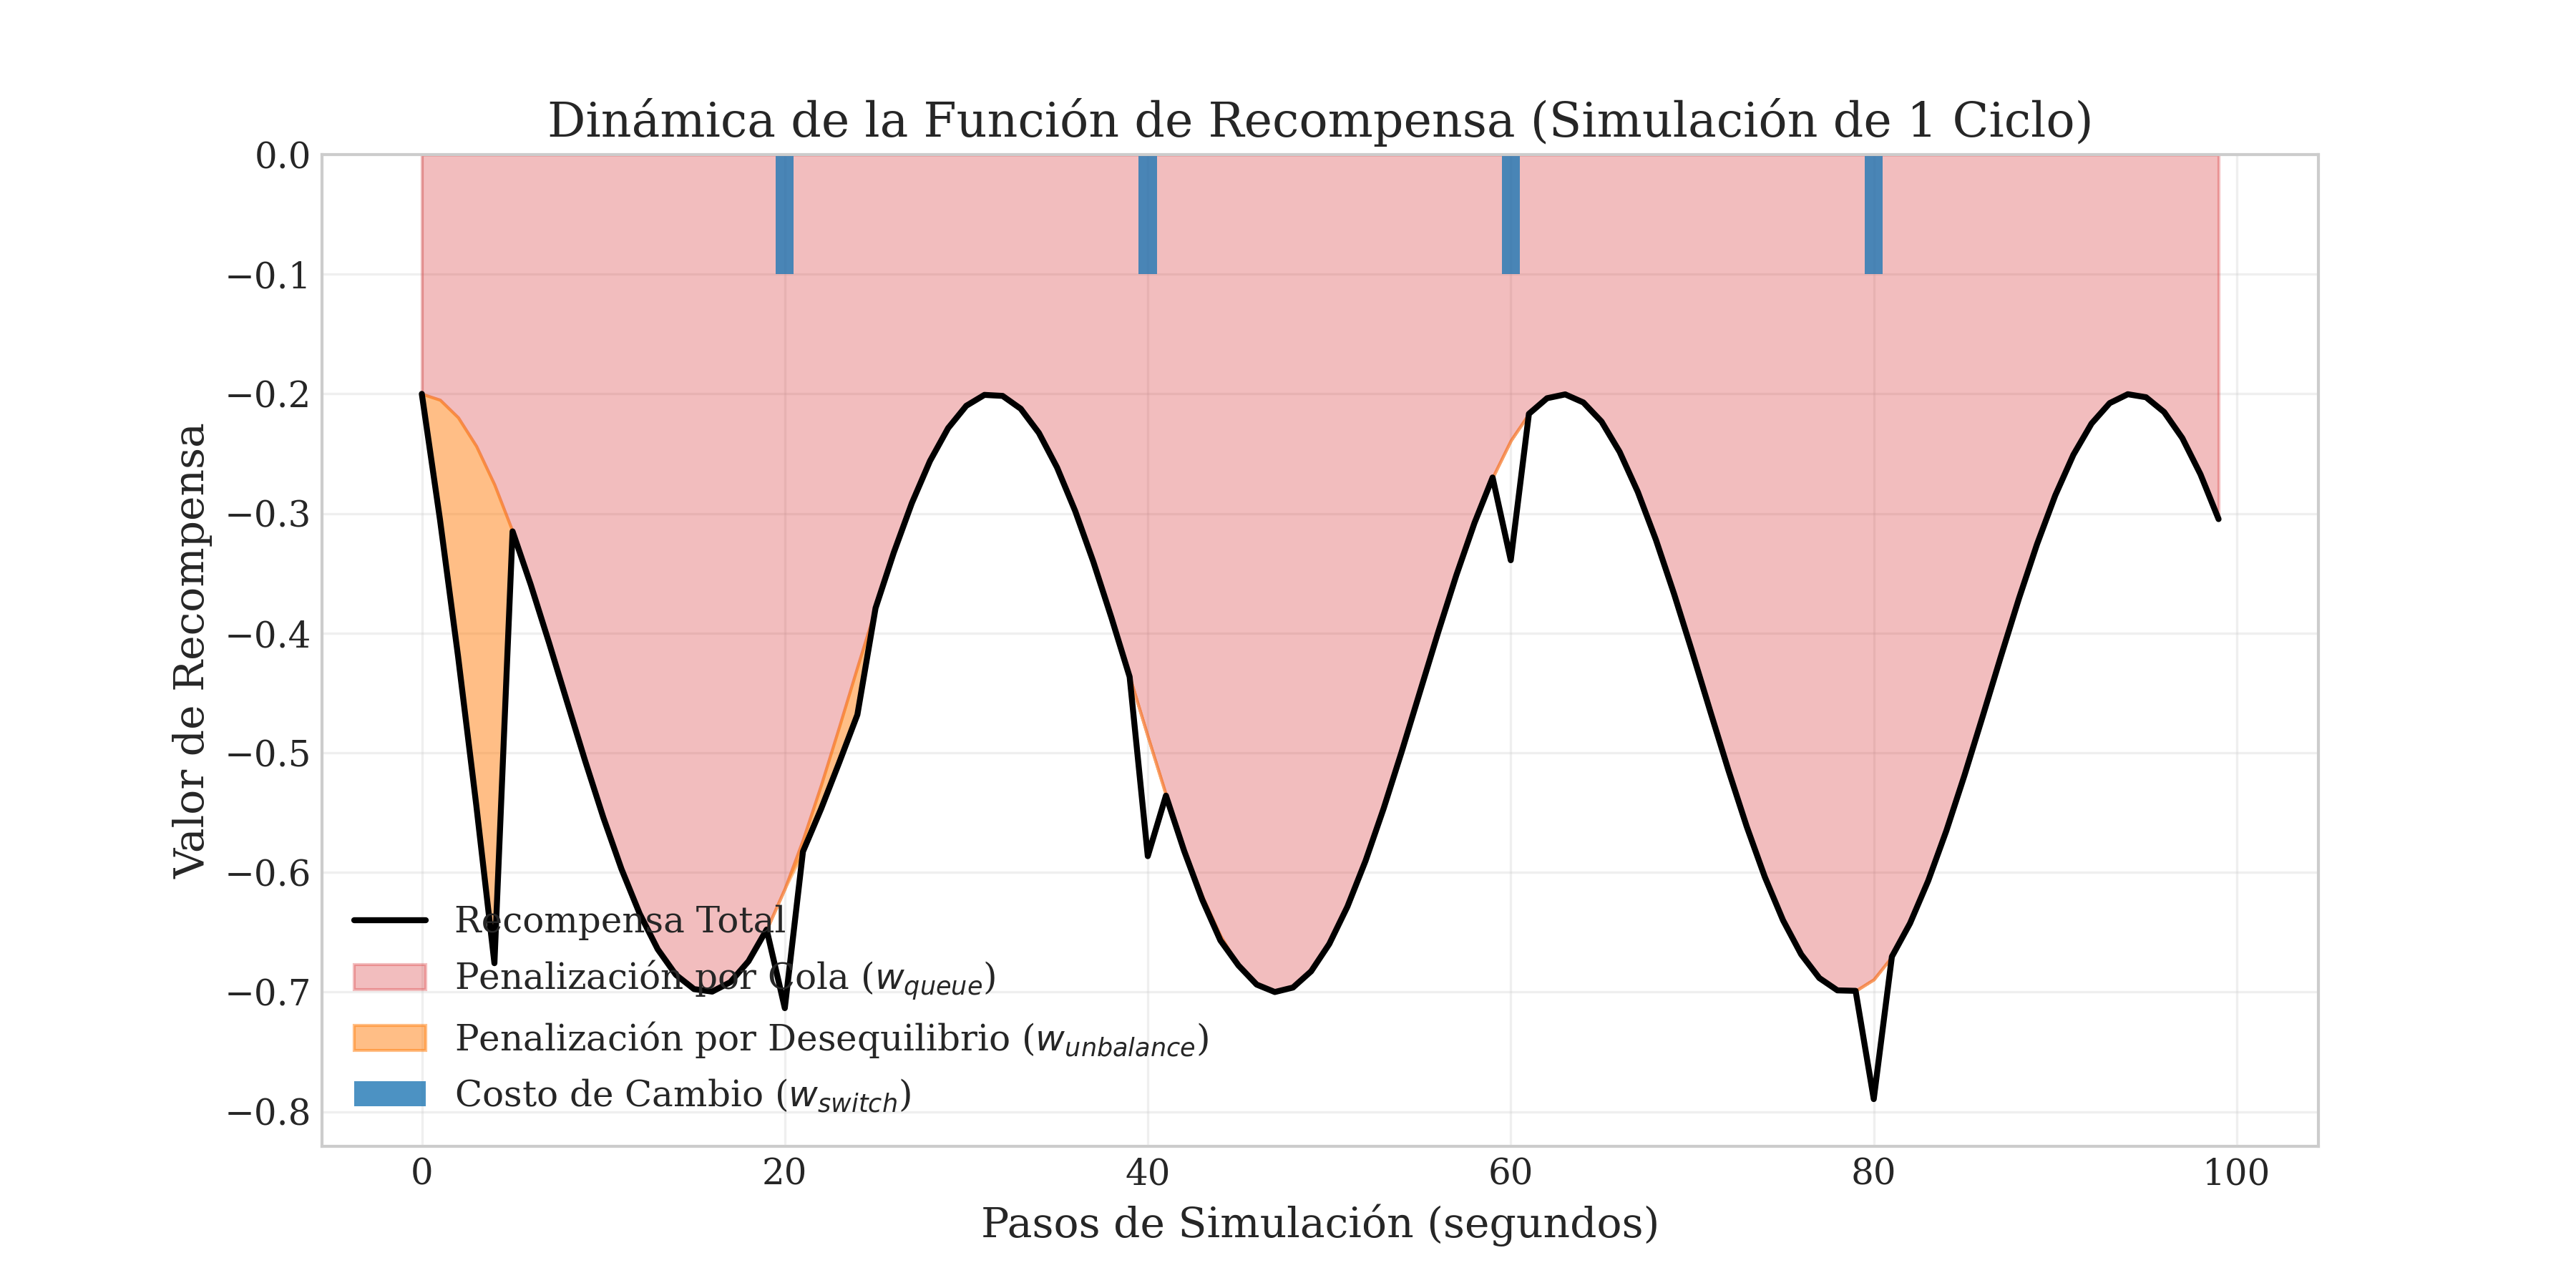 Dinámica de la Función de Recompensa (Simulación de 1 Ciclo)
Valor de Recompensa
0.0
−0.1
−0.2
−0.3
−0.4
−0.5
−0.6
−0.7
−0.8
Recompensa Total
Penalización por Cola (w_queue)
Penalización por Desequilibrio (w_unbalance)
Costo de Cambio (w_switch)
0 20 40 60 80 100
Pasos de Simulación (segundos)